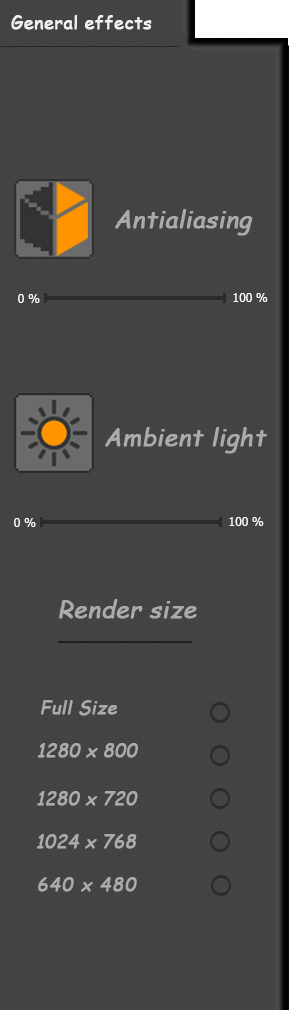 General effects
Antialiasing
0 % 100 %
Ambient light
0 % 100 %
Render size
Full Size
1280 x 800
1280 x 720
1024 x 768
640 x 480